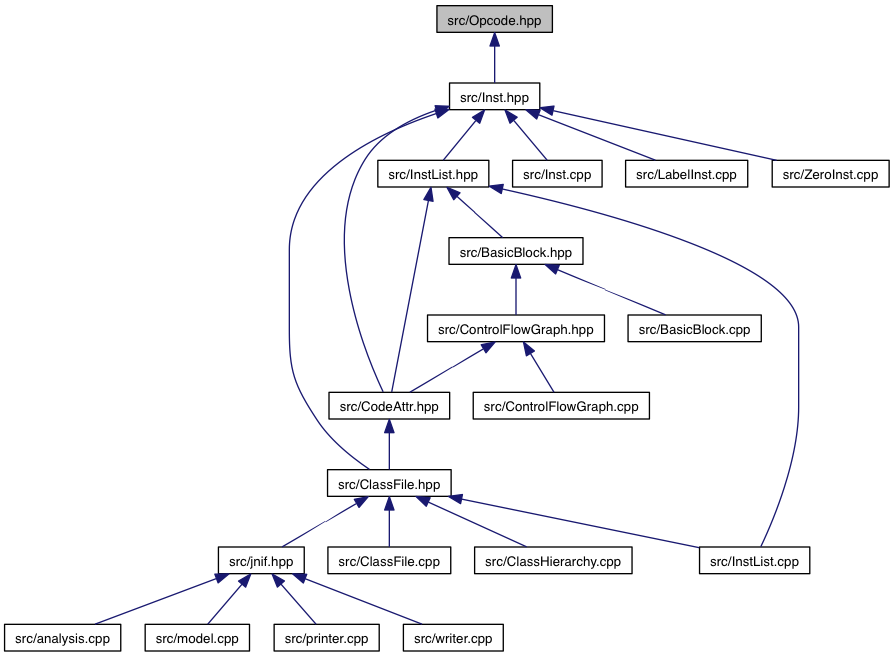 src/Opcode.hpp
src/Inst.hpp
src/InstList.hpp
src/Inst.cpp
src/LabelInst.cpp
src/ZeroInst.cpp
src/BasicBlock.hpp
src/ControlFlowGraph.hpp
src/BasicBlock.cpp
src/CodeAttr.hpp
src/ControlFlowGraph.cpp
src/ClassFile.hpp
src/jnif.hpp
src/ClassFile.cpp
src/ClassHierarchy.cpp
src/InstList.cpp
src/analysis.cpp
src/model.cpp
src/printer.cpp
src/writer.cpp